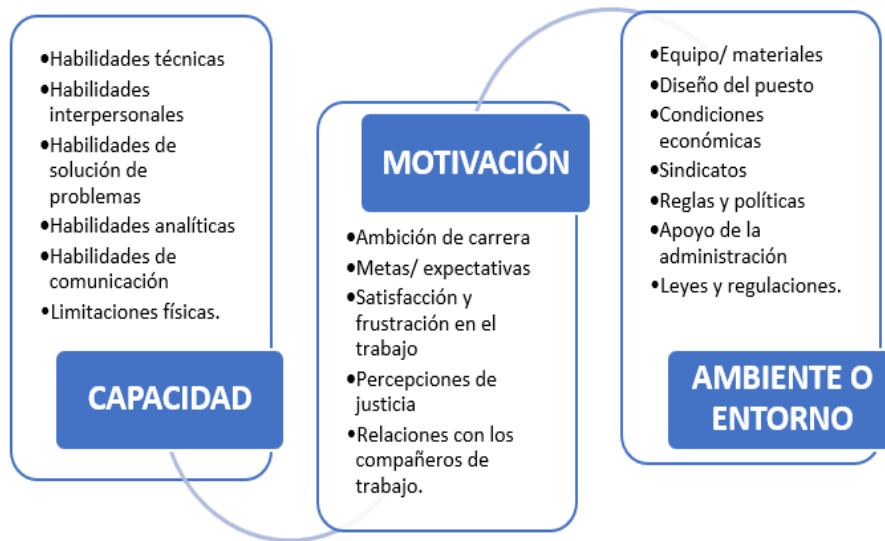 •Habilidades técnicas
•Habilidades
interpersonales
•Habilidades de
solución de
problemas
•Habilidades analíticas
•Habilidades de
comunicación
•Limitaciones físicas.
CAPACIDAD
MOTIVACIÓN
•Ambición de carrera
•Metas/ expectativas
•Satisfacción y
frustración en el
trabajo
•Percepciones de
justicia
•Relaciones con los
compañeros de
trabajo.
•Equipo/ materiales
•Diseño del puesto
•Condiciones
económicas
•Sindicatos
•Reglas y políticas
•Apoyo de la
administración
•Leyes y regulaciones.
AMBIENTE O
ENTORNO